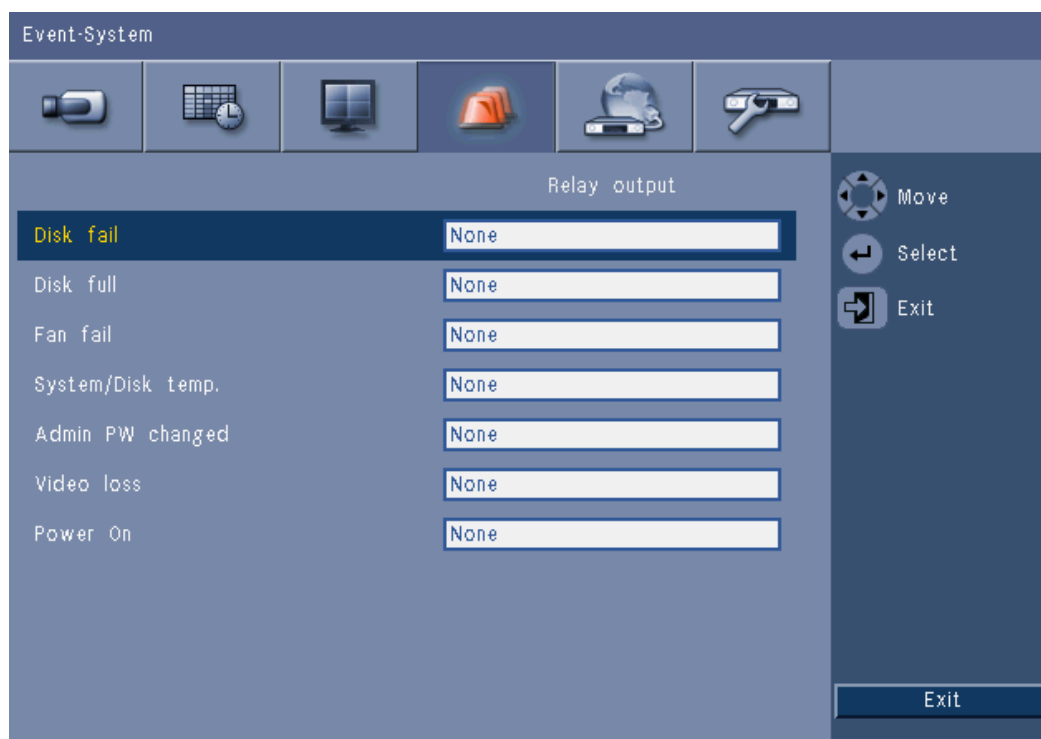 Event-System
Relay output
Disk fail None
Disk full None
Fan fail None
System/Disk temp. None
Admin PW changed None
Video loss None
Power On None
Move
Select
Exit
Exit